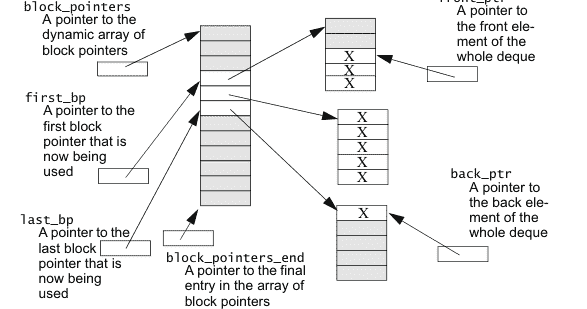 block_pointers
A pointer to the
dynamic array of
block pointers
first_bp
A pointer to the
first block
pointer that is
now being
used
last_bp
A pointer to the
last block
pointer that is
now being
used
block_pointers_end
A pointer to the final
entry in the array of
block pointers
X
X
X
X
X
X
X
X
X
front_ptr
A pointer to
the front ele-
ment of the
whole deque
back_ptr
A pointer to
the back el-
ement of the
whole deque